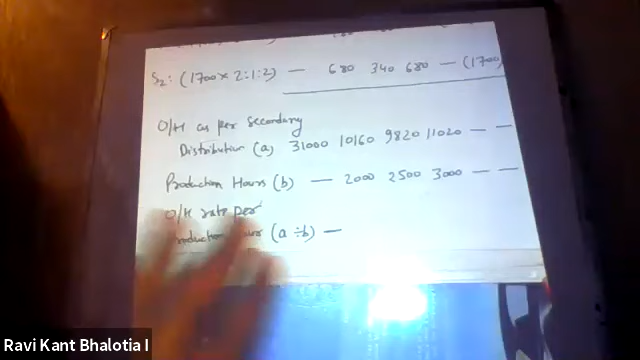 S2: (1700 x 2:1:2) — 680 340 680 — (1700)
O/H as per Secondary
Distribution (a) 31000 10160 9820 11020 — —
Production Hours (b) — 2000 2500 3000 — —
O/H rate per
Production Hour (a ÷ b) —
Ravi Kant Bhalotia I